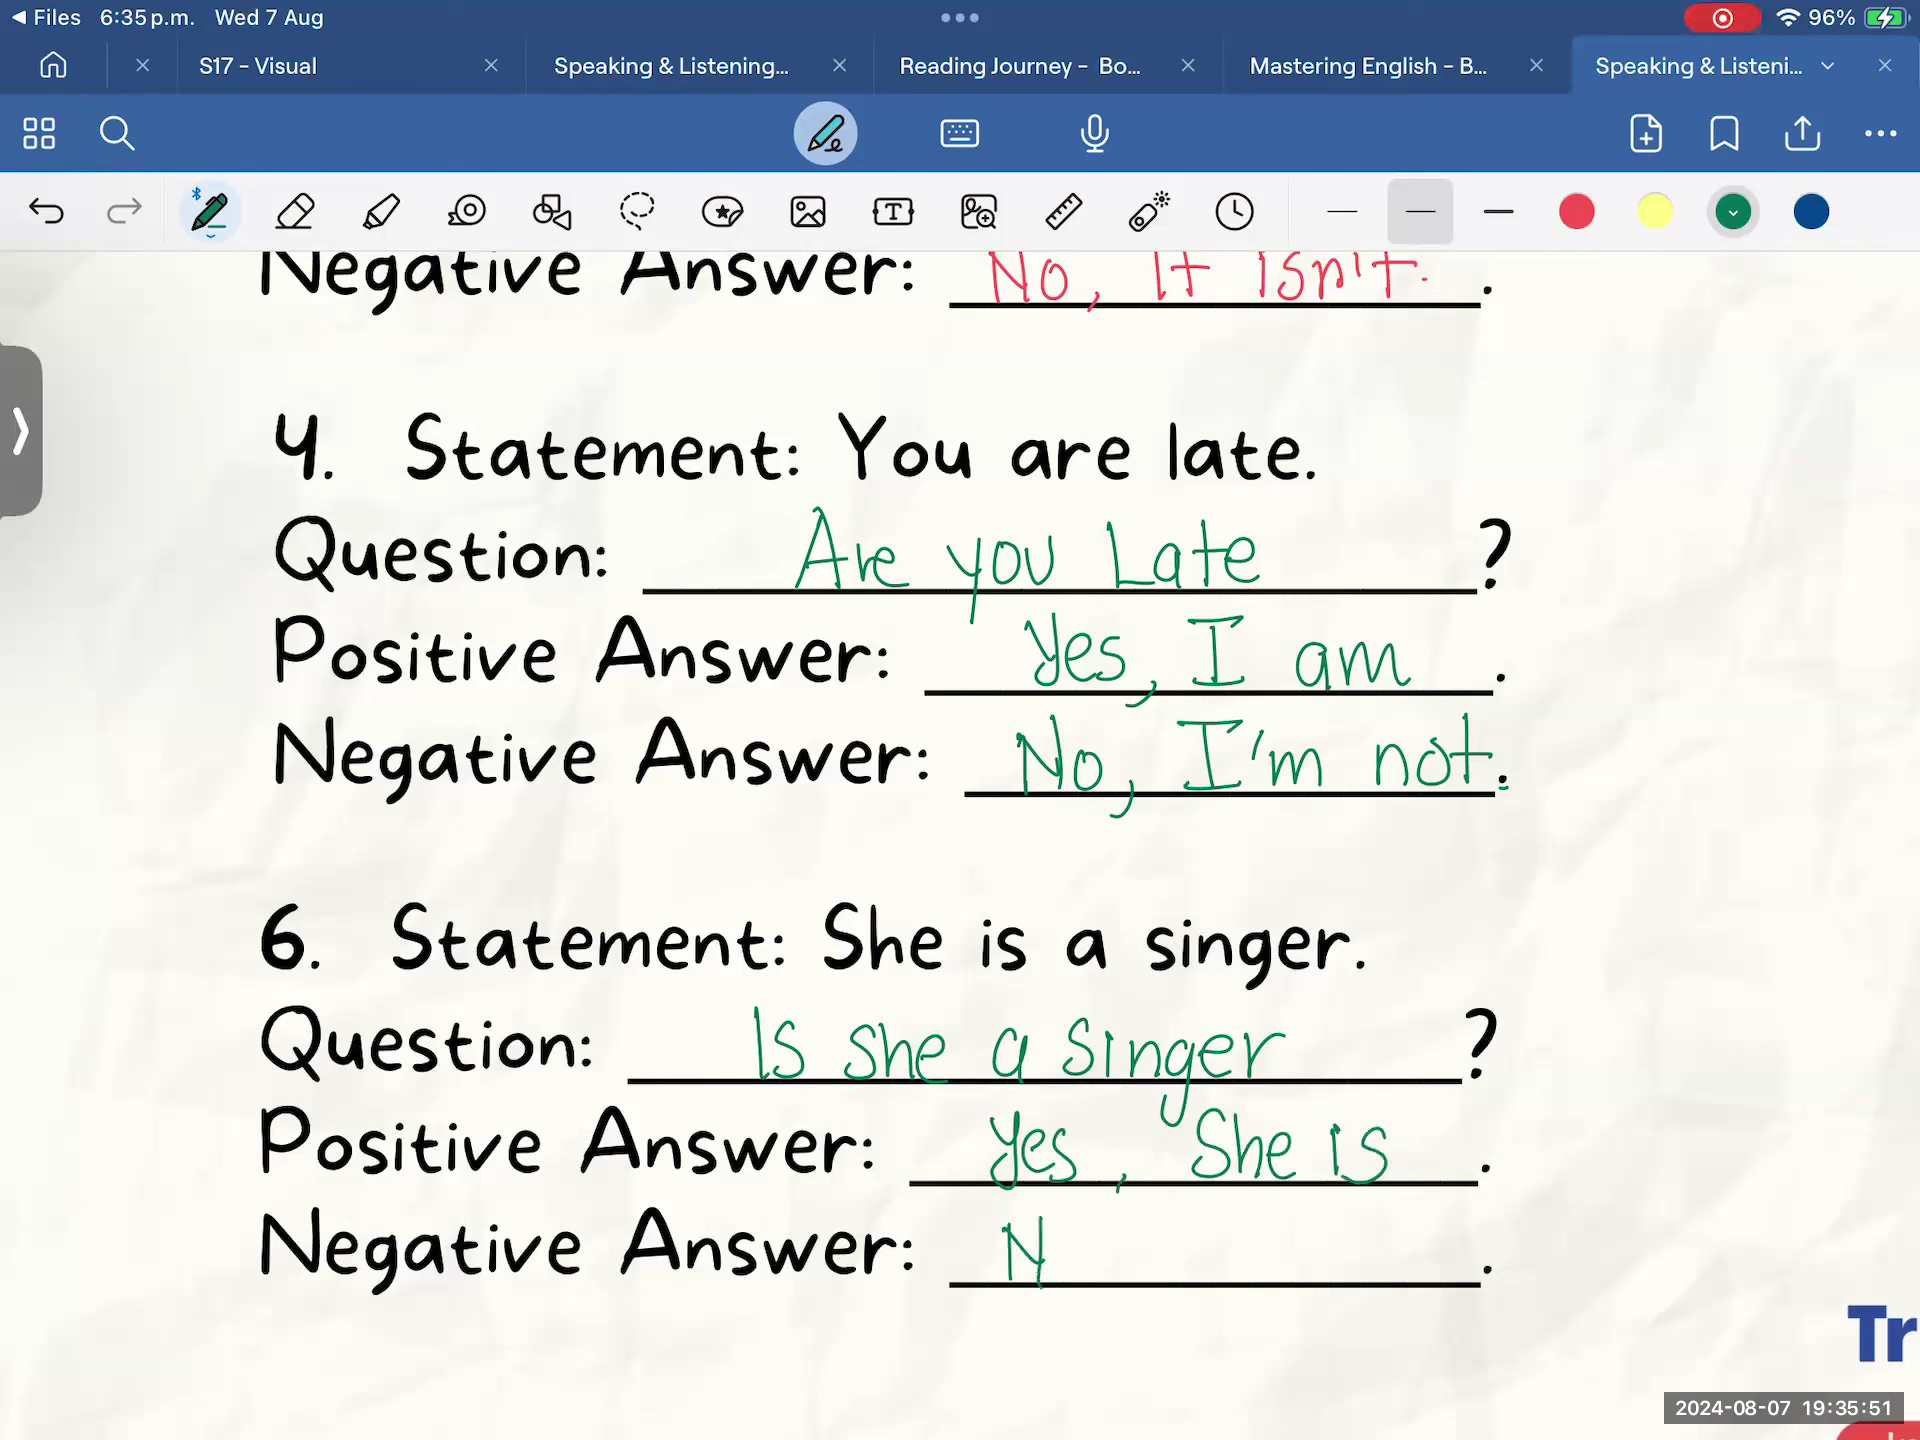 Files 6:35 p.m. Wed 7 Aug 96%
S17 - Visual Speaking & Listening... Reading Journey - Bo... Mastering English - B... Speaking & Listeni...
Negative Answer: No, It isn't. .
4. Statement: You are late.
Question: Are you Late ?
Positive Answer: Yes, I am .
Negative Answer: No, I'm not.
6. Statement: She is a singer.
Question: Is she a singer ?
Positive Answer: Yes, She is .
Negative Answer: N .
Tr
2024-08-07 19:35:51